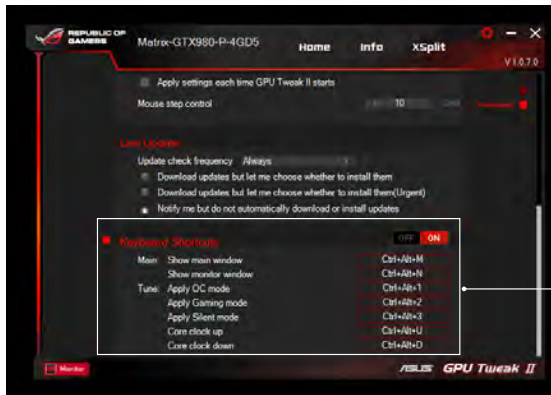 REPUBLIC OF
GAMERS
Matrix-GTX980-P-4GD5
Home
Info
XSplit
V1.0.7.0
Apply settings each time GPU Tweak II starts
Mouse step control
10
Live Update
Update check frequency Always
Download updates but let me choose whether to install them
Download updates but let me choose whether to install them(Urgent)
Notify me but do not automatically download or install updates
Keyboard Shortcuts
OFF ON
Main: Show main window Ctrl+Alt+M
Show monitor window Ctrl+Alt+N
Tune: Apply OC mode Ctrl+Alt+1
Apply Gaming mode Ctrl+Alt+2
Apply Silent mode Ctrl+Alt+3
Core clock up Ctrl+Alt+U
Core clock down Ctrl+Alt+D
Monitor
ASUS GPU Tweak II